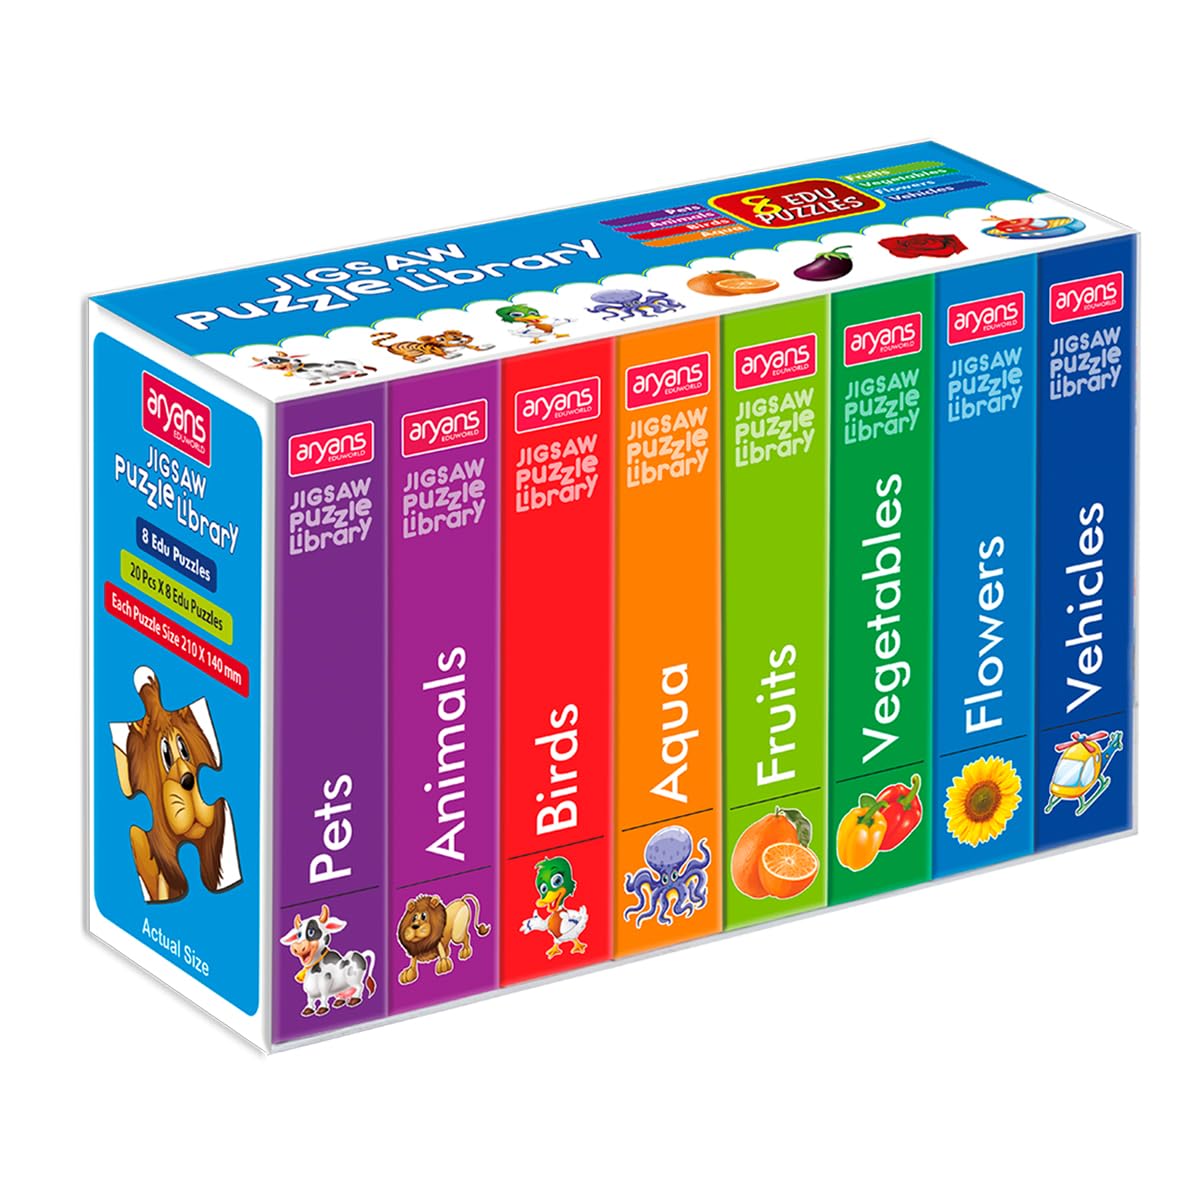 JIGSAW
Puzzle Library
Pets
Animals
Birds
Aqua
8 EDU
PUZZLES
Fruits
Vegetables
Flowers
Vehicles
aryans
EDUWORLD
JIGSAW
Puzzle Library
8 Edu Puzzles
20 Pcs X 8 Edu Puzzles
Each Puzzle Size 210 X 140 mm
Actual Size
aryans
EDUWORLD
JIGSAW
Puzzle
Library
Pets
aryans
EDUWORLD
JIGSAW
Puzzle
Library
Animals
aryans
EDUWORLD
JIGSAW
Puzzle
Library
Birds
aryans
EDUWORLD
JIGSAW
Puzzle
Library
Aqua
aryans
EDUWORLD
JIGSAW
Puzzle
Library
Fruits
aryans
EDUWORLD
JIGSAW
Puzzle
Library
Vegetables
aryans
EDUWORLD
JIGSAW
Puzzle
Library
Flowers
aryans
EDUWORLD
JIGSAW
Puzzle
Library
Vehicles